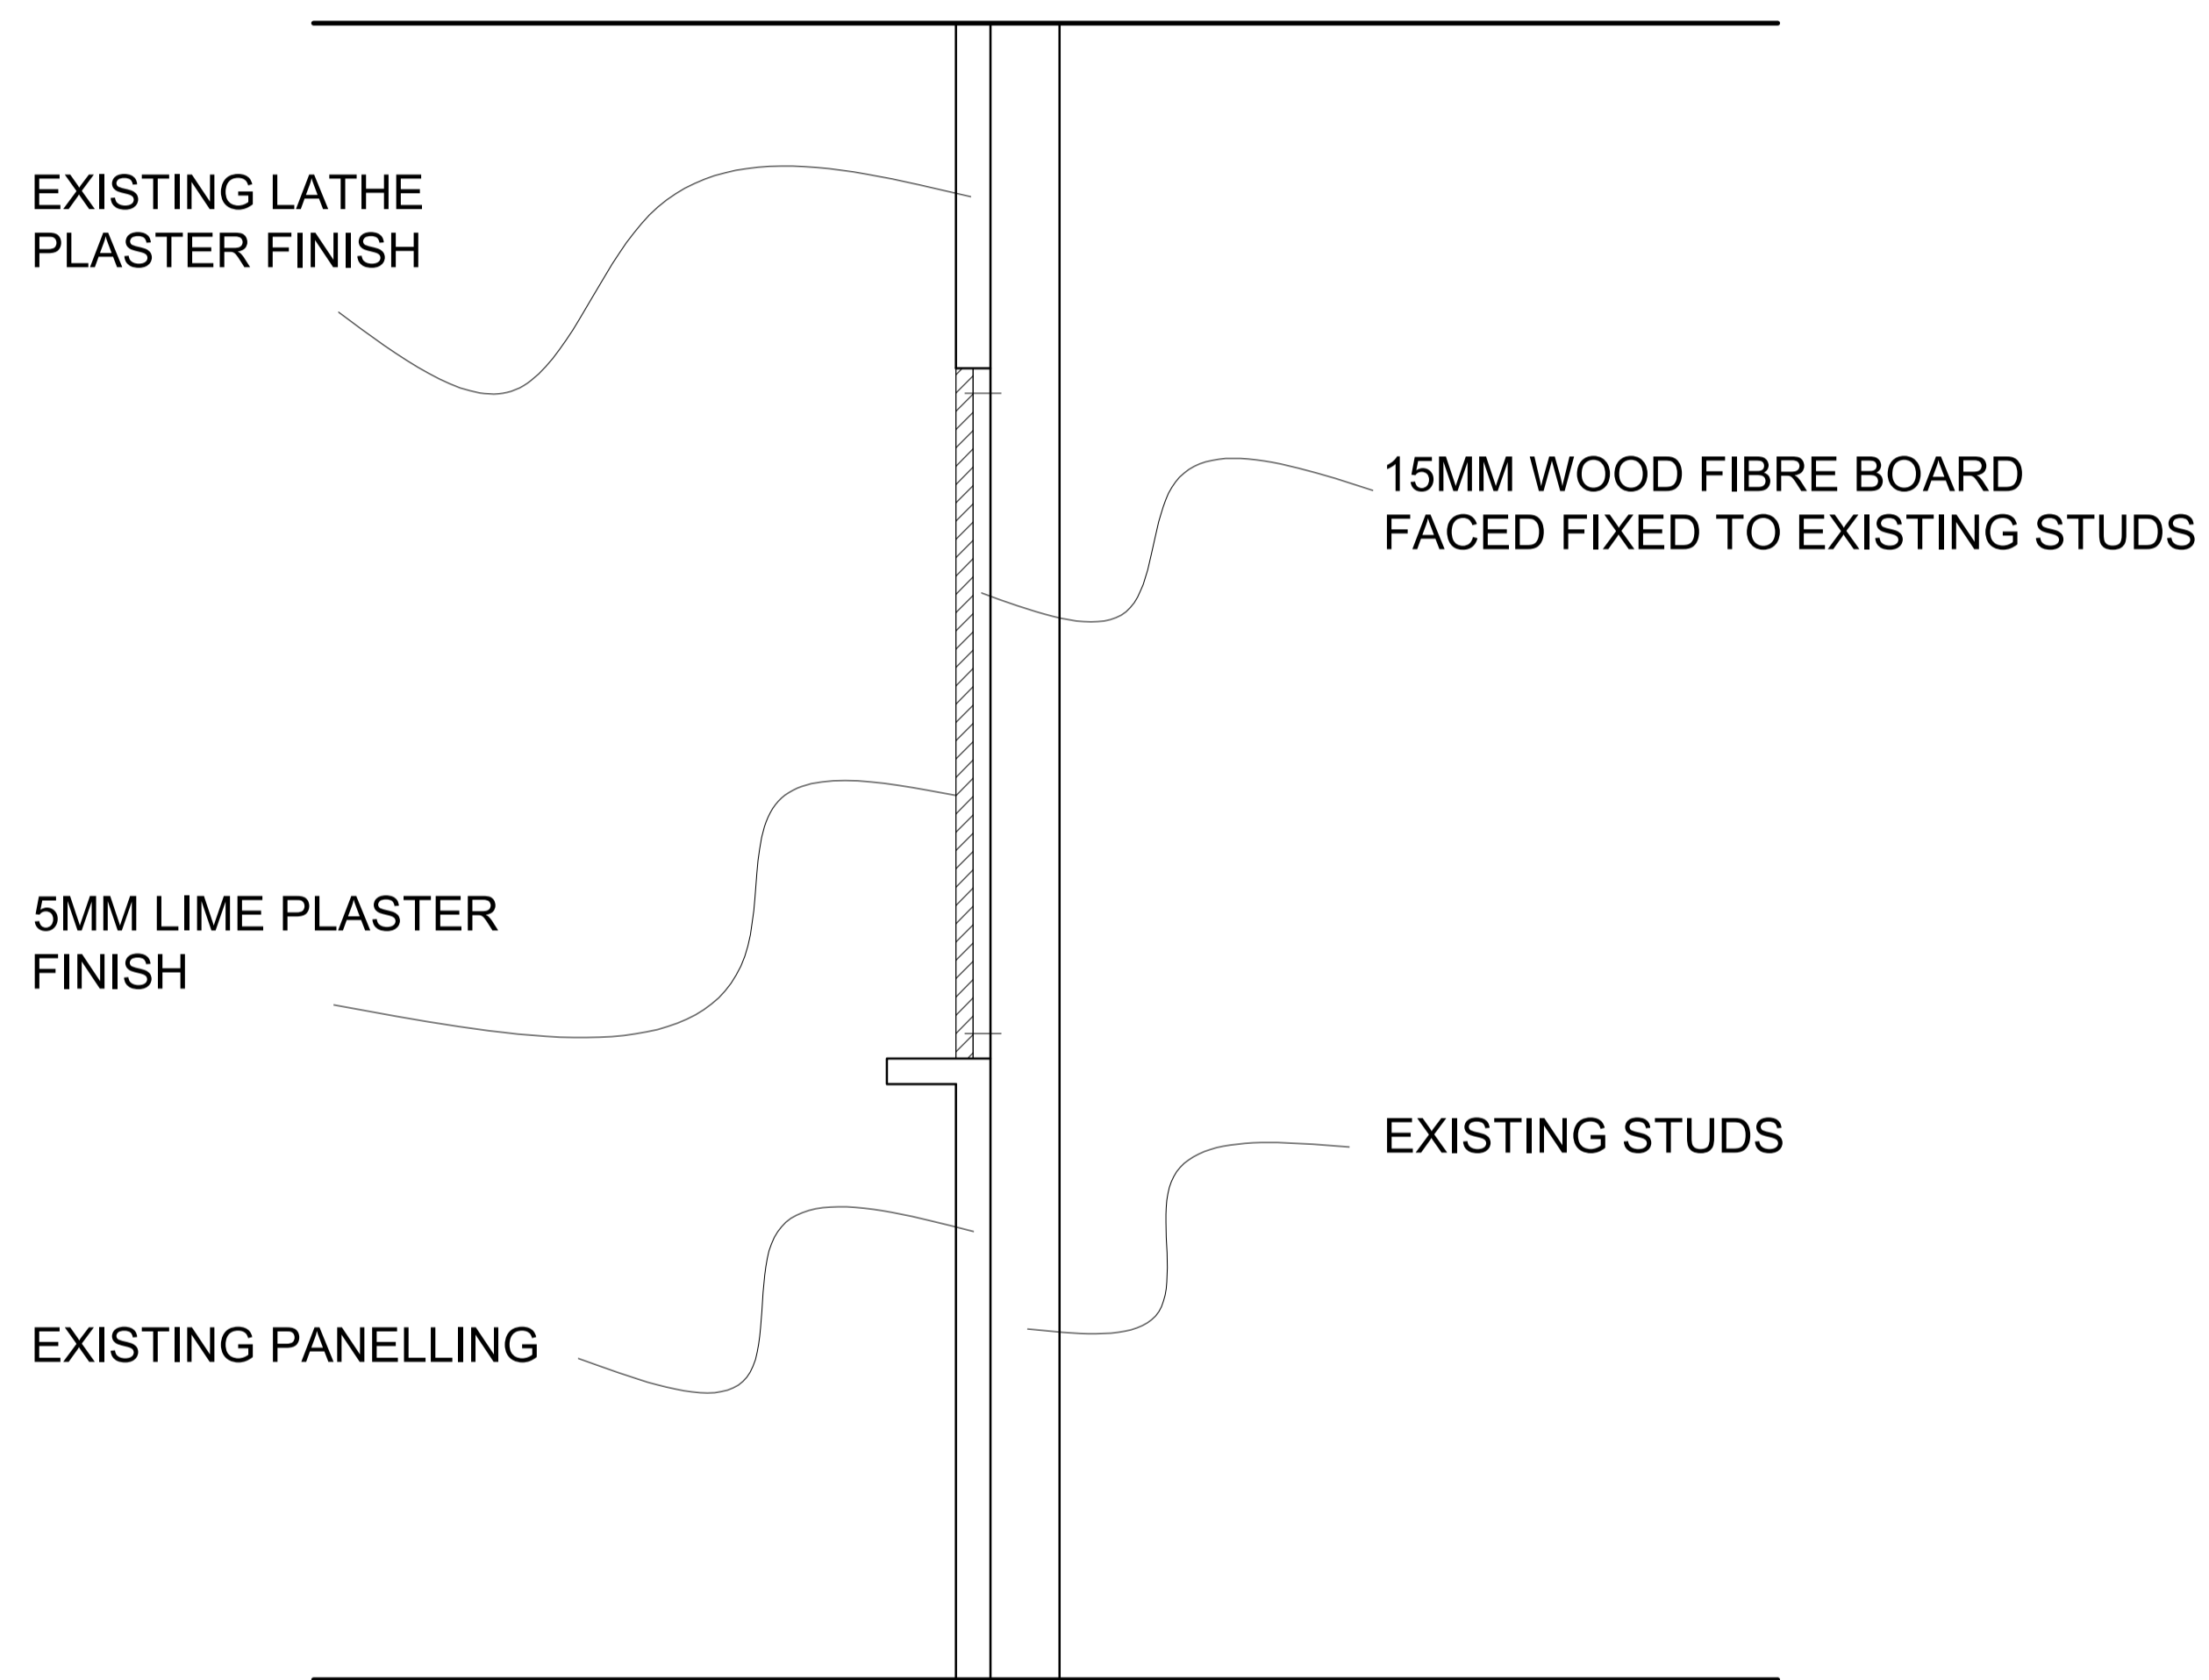 EXISTING LATHE
PLASTER FINISH
15MM WOOD FIBRE BOARD
FACED FIXED TO EXISTING STUDS
5MM LIME PLASTER
FINISH
EXISTING STUDS
EXISTING PANELLING